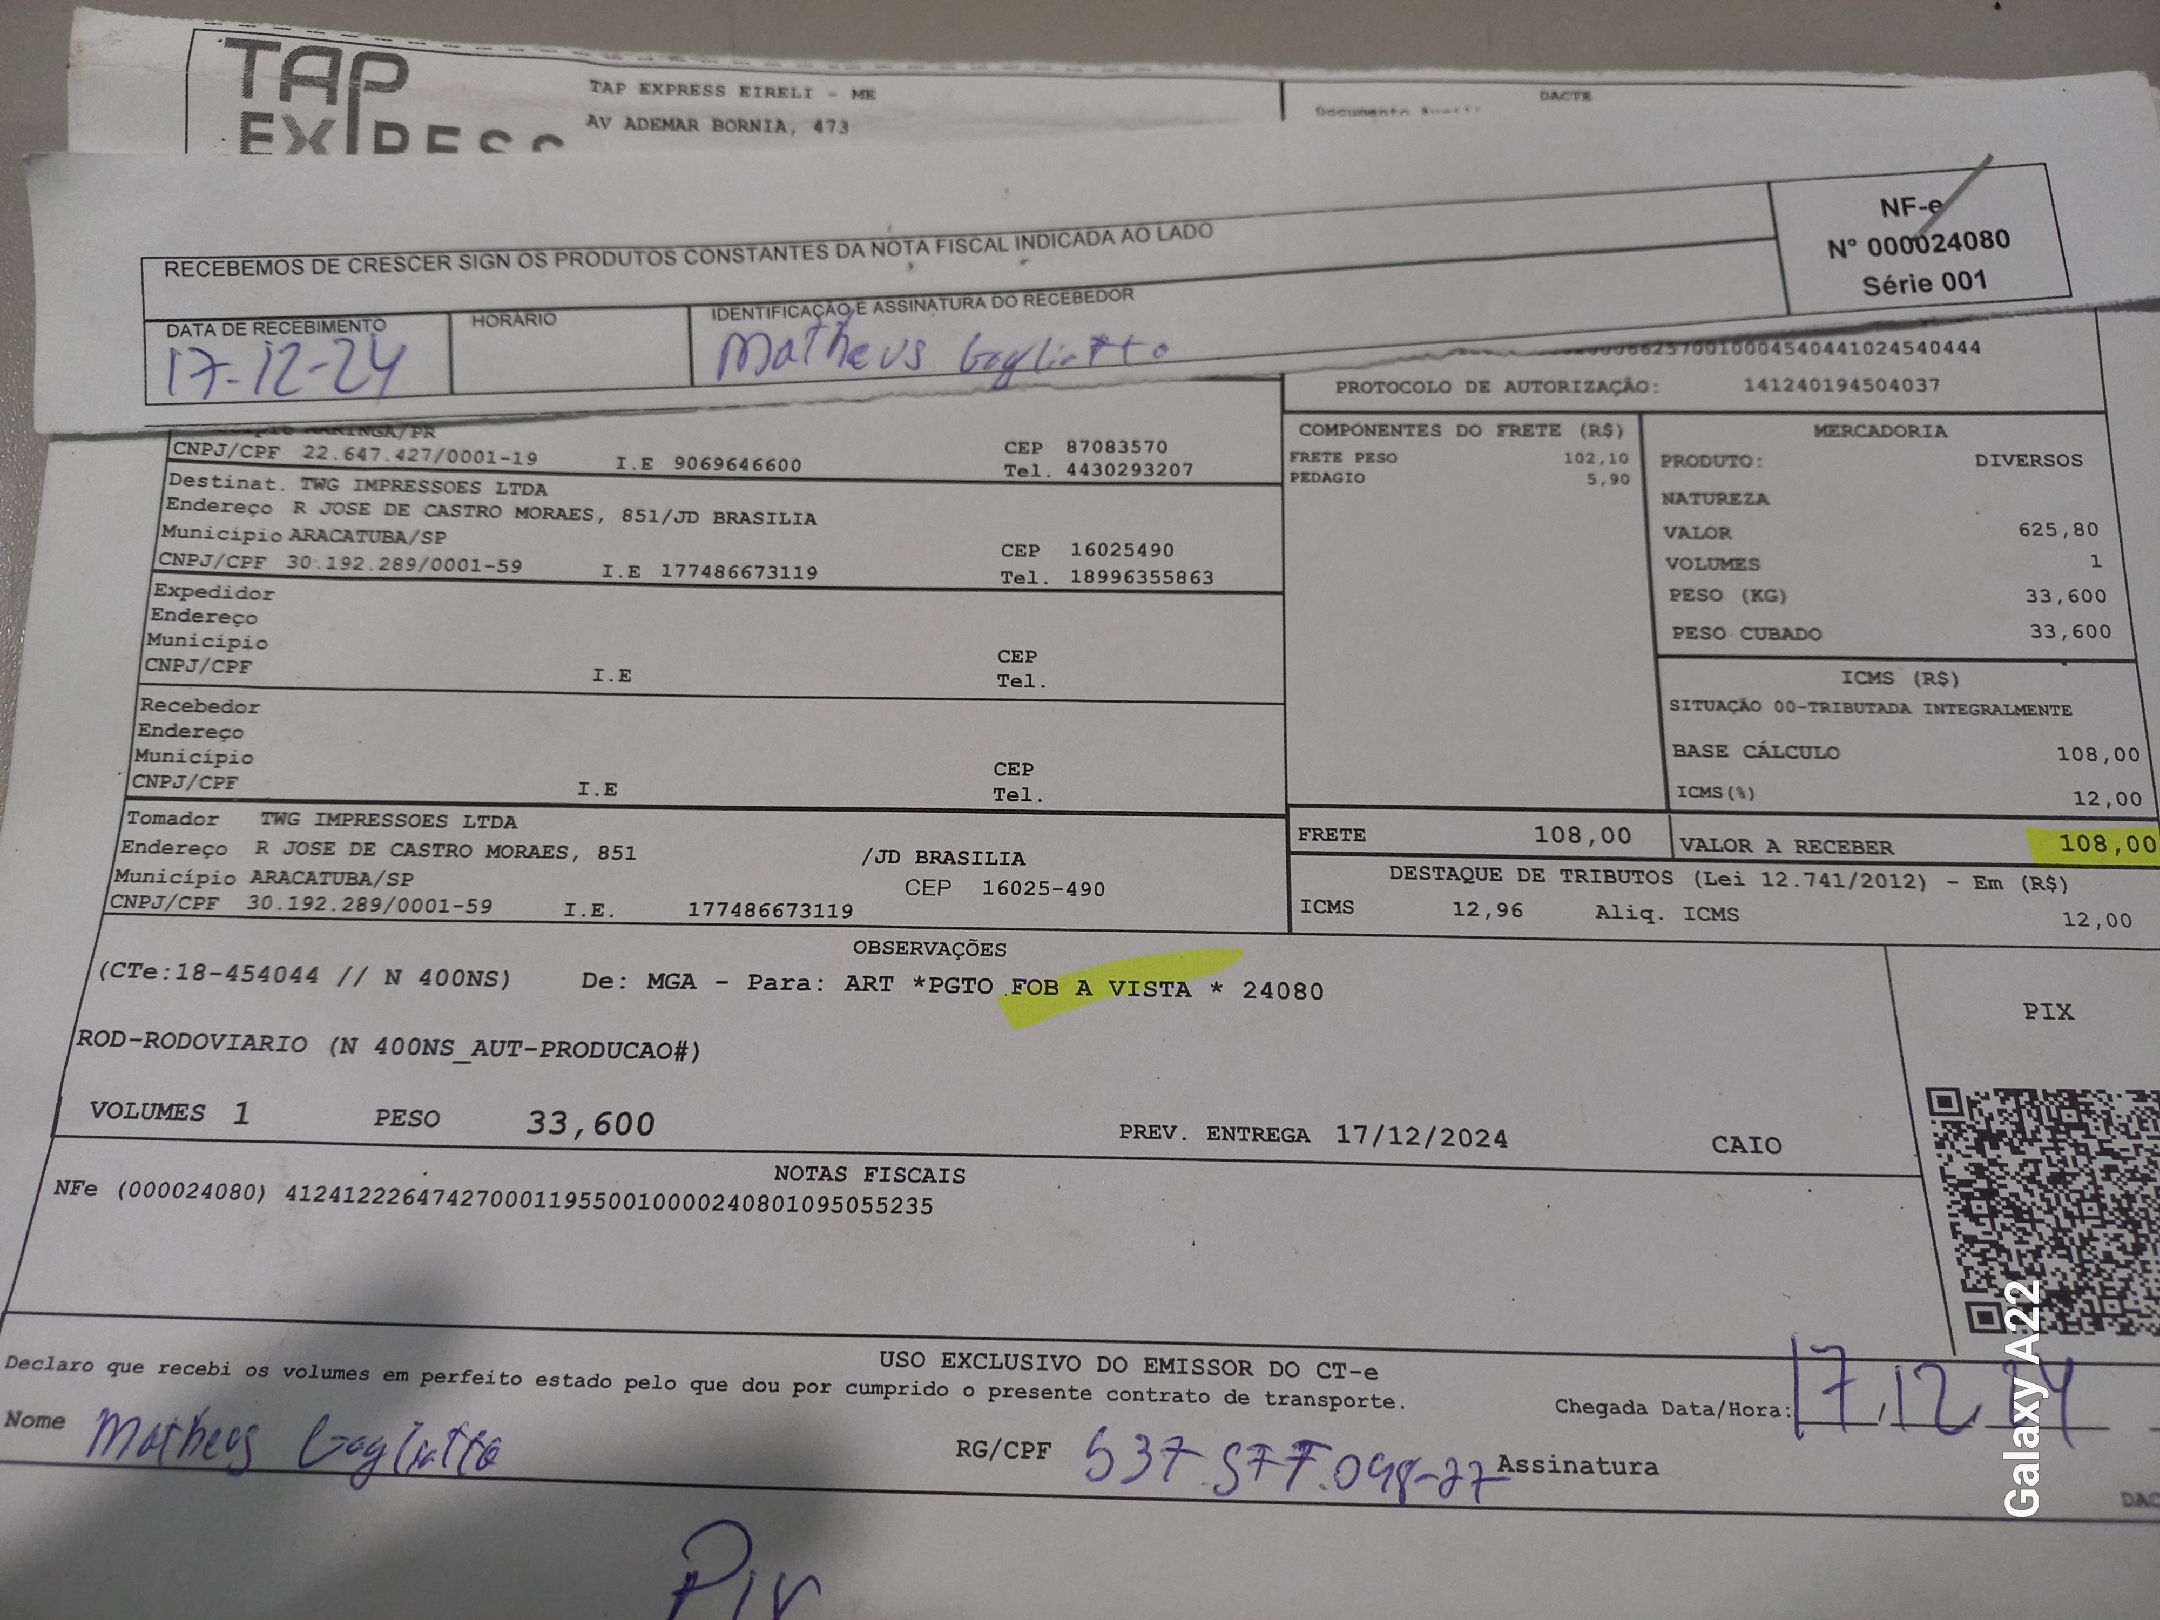 TAP
EXPRESS
TAP EXPRESS EIRELI - ME
AV ADEMAR BORNIA, 473
DACTE
Documento
RECEBEMOS DE CRESCER SIGN OS PRODUTOS CONSTANTES DA NOTA FISCAL INDICADA AO LADO
NF-e
Nº 000024080
Série 001
DATA DE RECEBIMENTO
17-12-24
HORÁRIO
IDENTIFICAÇÃO E ASSINATURA DO RECEBEDOR
Matheus Gagliatto
PROTOCOLO DE AUTORIZAÇÃO: 141240194504037
MARINGA/PR
CNPJ/CPF 22.647.427/0001-19 I.E 9069646600
CEP 87083570
Tel. 4430293207
Destinat. TWG IMPRESSOES LTDA
Endereço R JOSE DE CASTRO MORAES, 851/JD BRASILIA
Município ARACATUBA/SP
CEP 16025490
CNPJ/CPF 30.192.289/0001-59 I.E 177486673119
Tel. 18996355863
Expedidor
Endereço
Município
CEP
CNPJ/CPF I.E
Tel.
Recebedor
Endereço
Município
CEP
CNPJ/CPF I.E
Tel.
Tomador TWG IMPRESSOES LTDA
Endereço R JOSE DE CASTRO MORAES, 851 /JD BRASILIA
Município ARACATUBA/SP CEP 16025-490
CNPJ/CPF 30.192.289/0001-59 I.E. 177486673119
COMPONENTES DO FRETE (R$)
FRETE PESO 102,10
PEDAGIO 5,90
MERCADORIA
PRODUTO: DIVERSOS
NATUREZA
VALOR 625,80
VOLUMES 1
PESO (KG) 33,600
PESO CUBADO 33,600
ICMS (R$)
SITUAÇÃO 00-TRIBUTADA INTEGRALMENTE
BASE CÁLCULO 108,00
ICMS(%) 12,00
FRETE 108,00
VALOR A RECEBER 108,00
DESTAQUE DE TRIBUTOS (Lei 12.741/2012) - Em (R$)
ICMS 12,96 Aliq. ICMS 12,00
OBSERVAÇÕES
(CTe:18-454044 // N 400NS) De: MGA - Para: ART *PGTO FOB A VISTA * 24080
ROD-RODOVIARIO (N 400NS_AUT-PRODUCAO#)
PIX
VOLUMES 1 PESO 33,600
PREV. ENTREGA 17/12/2024 CAIO
NOTAS FISCAIS
NFe (000024080) 41241222647427000119550010000240801095055235
USO EXCLUSIVO DO EMISSOR DO CT-e
Declaro que recebi os volumes em perfeito estado pelo que dou por cumprido o presente contrato de transporte.
Chegada Data/Hora: 17,12,24
Nome Matheus Gagliatto
RG/CPF 537.577.098-27 Assinatura
Pix
Galaxy A22